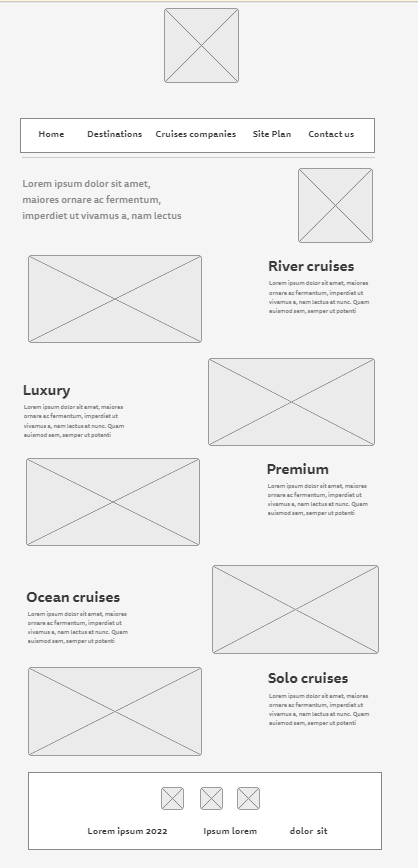 Home Destinations Cruises companies Site Plan Contact us
Lorem ipsum dolor sit amet,
maiores ornare ac fermentum,
imperdiet ut vivamus a, nam lectus
River cruises
Lorem ipsum dolor sit amet, maiores
ornare ac fermentum, imperdiet ut
vivamus a, nam lectus at nunc. Quam
euismod sem, semper ut potenti
Luxury
Lorem ipsum dolor sit amet, maiores
ornare ac fermentum, imperdiet ut
vivamus a, nam lectus at nunc. Quam
euismod sem, semper ut potenti
Premium
Lorem ipsum dolor sit amet, maiores
ornare ac fermentum, imperdiet ut
vivamus a, nam lectus at nunc. Quam
euismod sem, semper ut potenti
Ocean cruises
Lorem ipsum dolor sit amet, maiores
ornare ac fermentum, imperdiet ut
vivamus a, nam lectus at nunc. Quam
euismod sem, semper ut potenti
Solo cruises
Lorem ipsum dolor sit amet, maiores
ornare ac fermentum, imperdiet ut
vivamus a, nam lectus at nunc. Quam
euismod sem, semper ut potenti
Lorem ipsum 2022 Ipsum lorem dolor sit